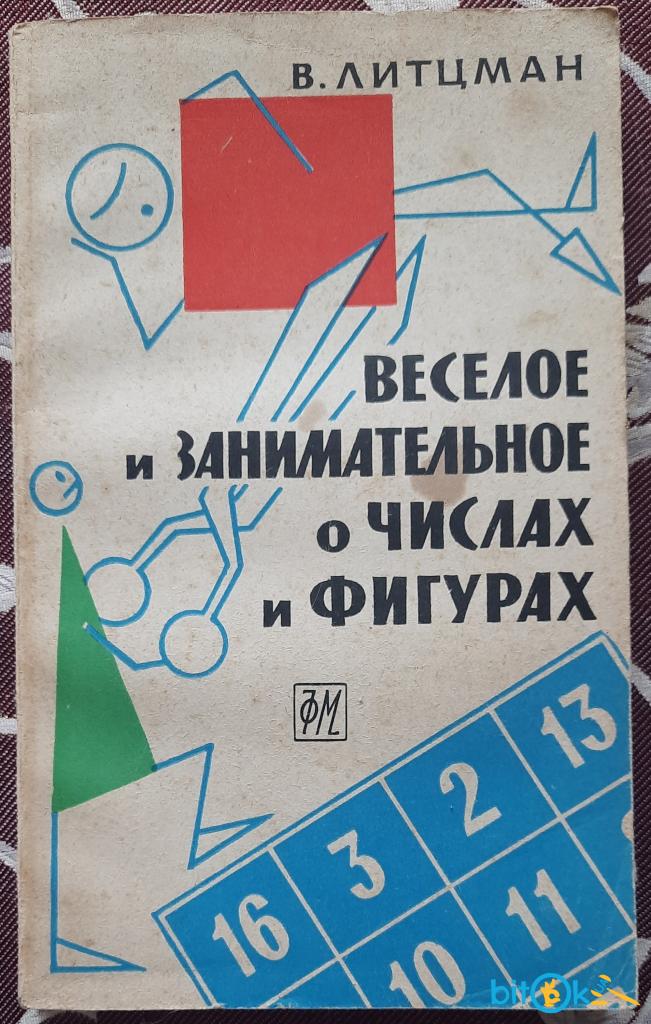 В. ЛИТЦМАН
ВЕСЕЛОЕ
и ЗАНИМАТЕЛЬНОЕ
о ЧИСЛАХ
и ФИГУРАХ
ФМ
16 3 2 13
10 11
bitok